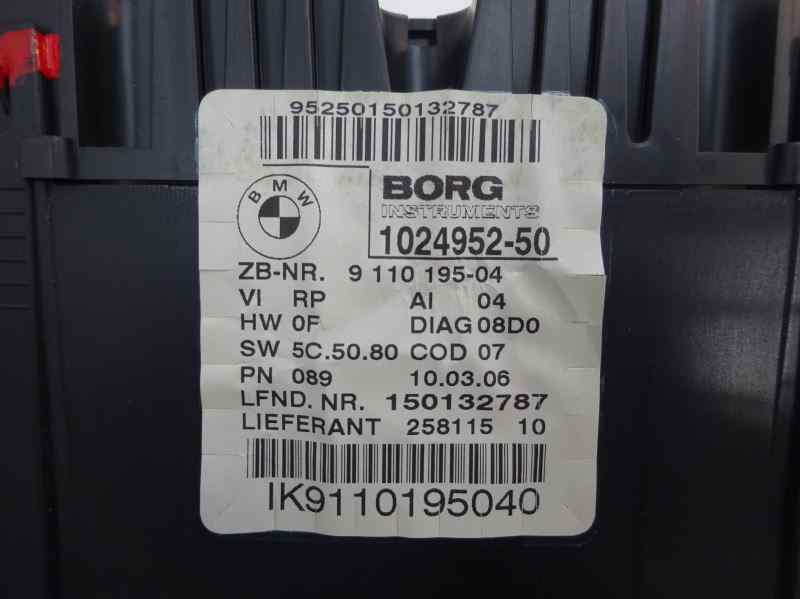 95250150132787
BMW
BORG
INSTRUMENTS
1024952-50
ZB-NR. 9 110 195-04
VI RP AI 04
HW 0F DIAG 08D0
SW 5C.50.80 COD 07
PN 089 10.03.06
LFND. NR. 150132787
LIEFERANT 258115 10
IK9110195040